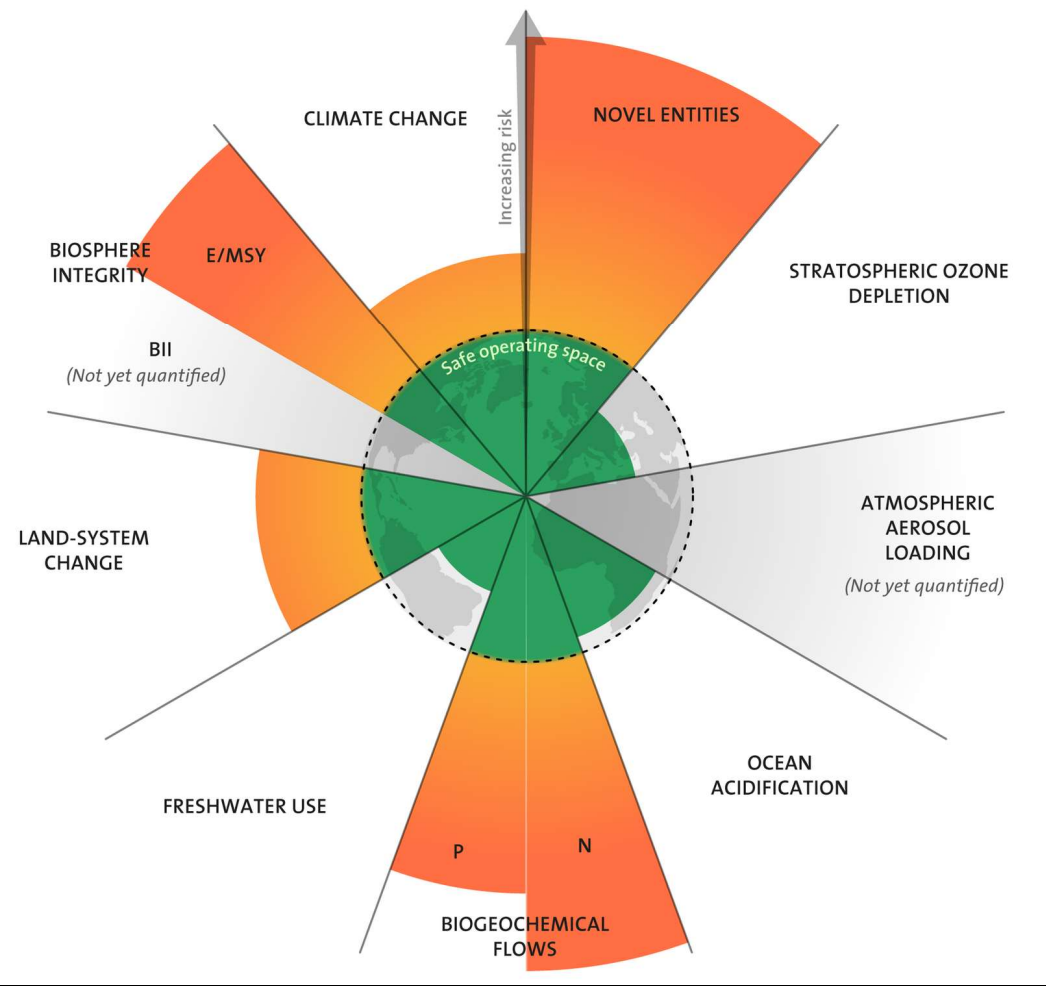 CLIMATE CHANGE
Increasing risk
NOVEL ENTITIES
BIOSPHERE
INTEGRITY
E/MSY
STRATOSPHERIC OZONE
DEPLETION
BII
(Not yet quantified)
Safe operating space
LAND-SYSTEM
CHANGE
ATMOSPHERIC
AEROSOL
LOADING
(Not yet quantified)
FRESHWATER USE
OCEAN
ACIDIFICATION
P
N
BIOGEOCHEMICAL
FLOWS